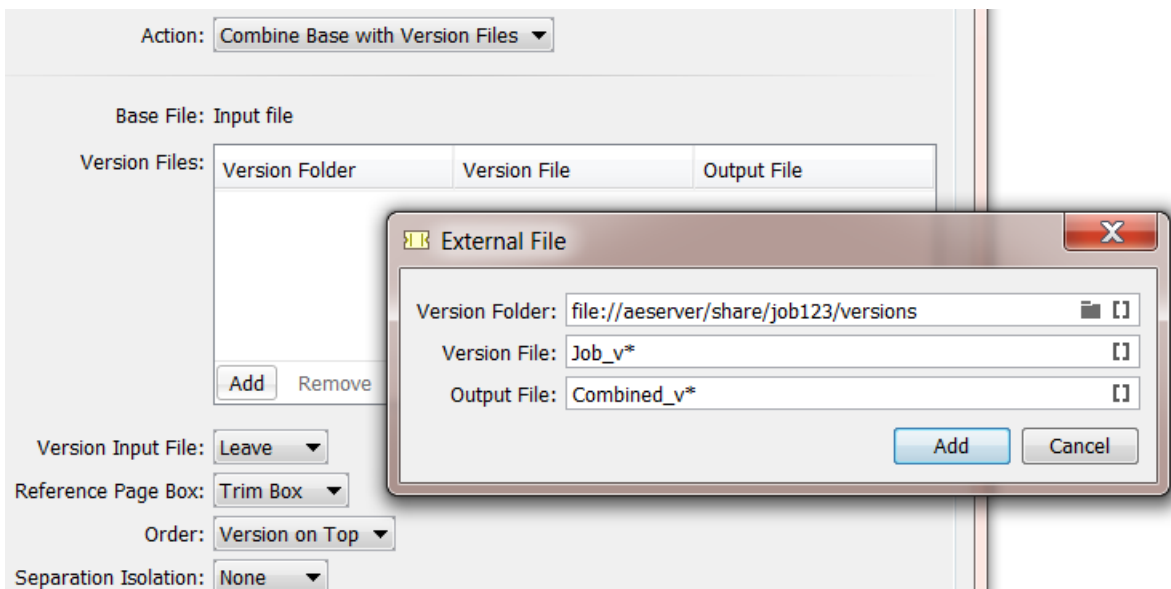 Action: Combine Base with Version Files
Base File: Input file
Version Files: Version Folder Version File Output File
External File
Version Folder: file://aeserver/share/job123/versions
Version File: Job_v*
Output File: Combined_v*
Add Remove
Add Cancel
Version Input File: Leave
Reference Page Box: Trim Box
Order: Version on Top
Separation Isolation: None